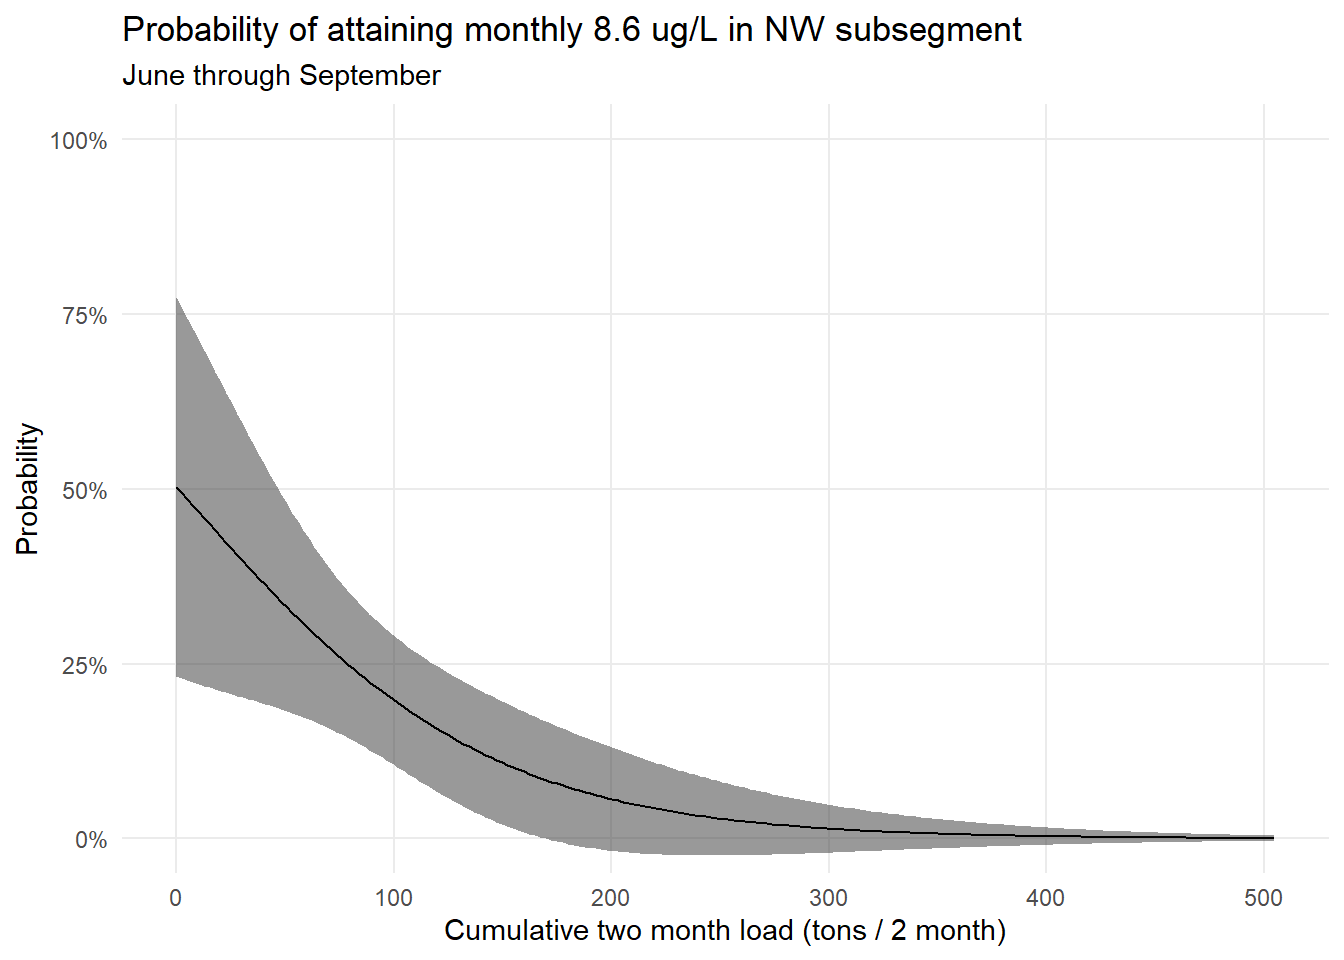 Probability of attaining monthly 8.6 ug/L in NW subsegment
June through September
100%
75%
50%
25%
0%
Probability
0 100 200 300 400 500
Cumulative two month load (tons / 2 month)